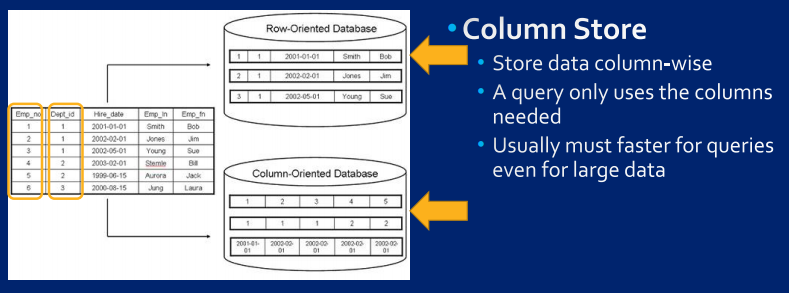 Row-Oriented Database
1 1 2001-01-01 Smith Bob
2 1 2002-02-01 Jones Jim
3 1 2002-05-01 Young Sue
Emp_no Dept_id Hire_date Emp_ln Emp_fn
1 1 2001-01-01 Smith Bob
2 1 2002-02-01 Jones Jim
3 1 2002-05-01 Young Sue
4 2 2003-02-01 Stemle Bill
5 2 1999-06-15 Aurora Jack
6 3 2000-08-15 Jung Laura
Column-Oriented Database
1 2 3 4 5
1 1 1 2 2
2001-01- 2002-02- 2002-02- 2002-02- 2002-02-
01 01 01 01 01
• Column Store
• Store data column-wise
• A query only uses the columns
needed
• Usually must faster for queries
even for large data